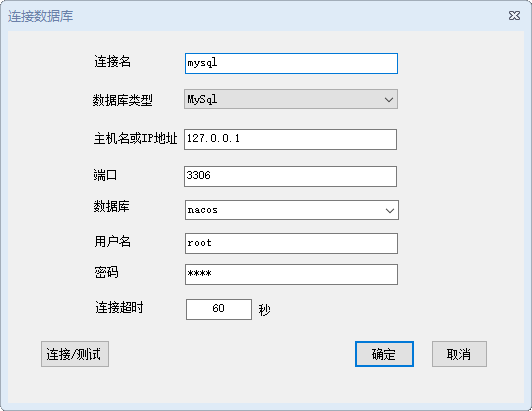 连接数据库
连接名 mysql
数据库类型 MySql
主机名或IP地址 127.0.0.1
端口 3306
数据库 nacos
用户名 root
密码 ****
连接超时 60 秒
连接/测试 确定 取消